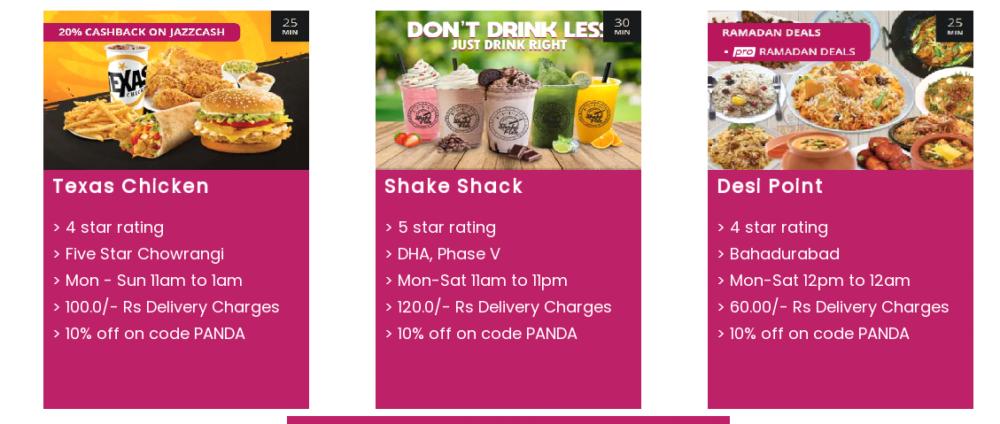 20% CASHBACK ON JAZZCASH
25
MIN
TEXAS
CHICKEN
Texas Chicken
> 4 star rating
> Five Star Chowrangi
> Mon - Sun 11am to 1am
> 100.0/- Rs Delivery Charges
> 10% off on code PANDA
DON'T DRINK LESS
JUST DRINK RIGHT
30
MIN
Shake Shack
> 5 star rating
> DHA, Phase V
> Mon-Sat 11am to 11pm
> 120.0/- Rs Delivery Charges
> 10% off on code PANDA
RAMADAN DEALS
• pro RAMADAN DEALS
25
MIN
Desi Point
> 4 star rating
> Bahadurabad
> Mon-Sat 12pm to 12am
> 60.00/- Rs Delivery Charges
> 10% off on code PANDA